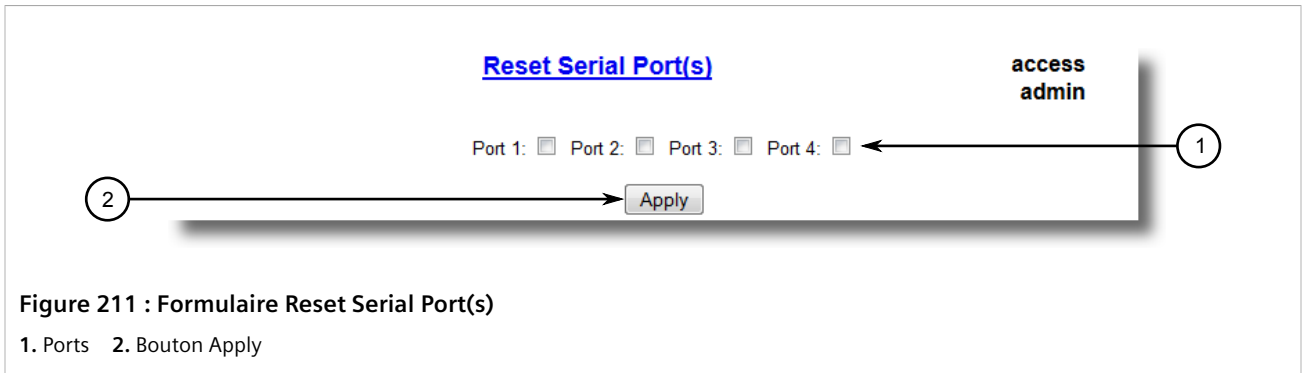 Reset Serial Port(s)
access
admin
Port 1: Port 2: Port 3: Port 4:
1
2
Apply
Figure 211 : Formulaire Reset Serial Port(s)
1. Ports 2. Bouton Apply